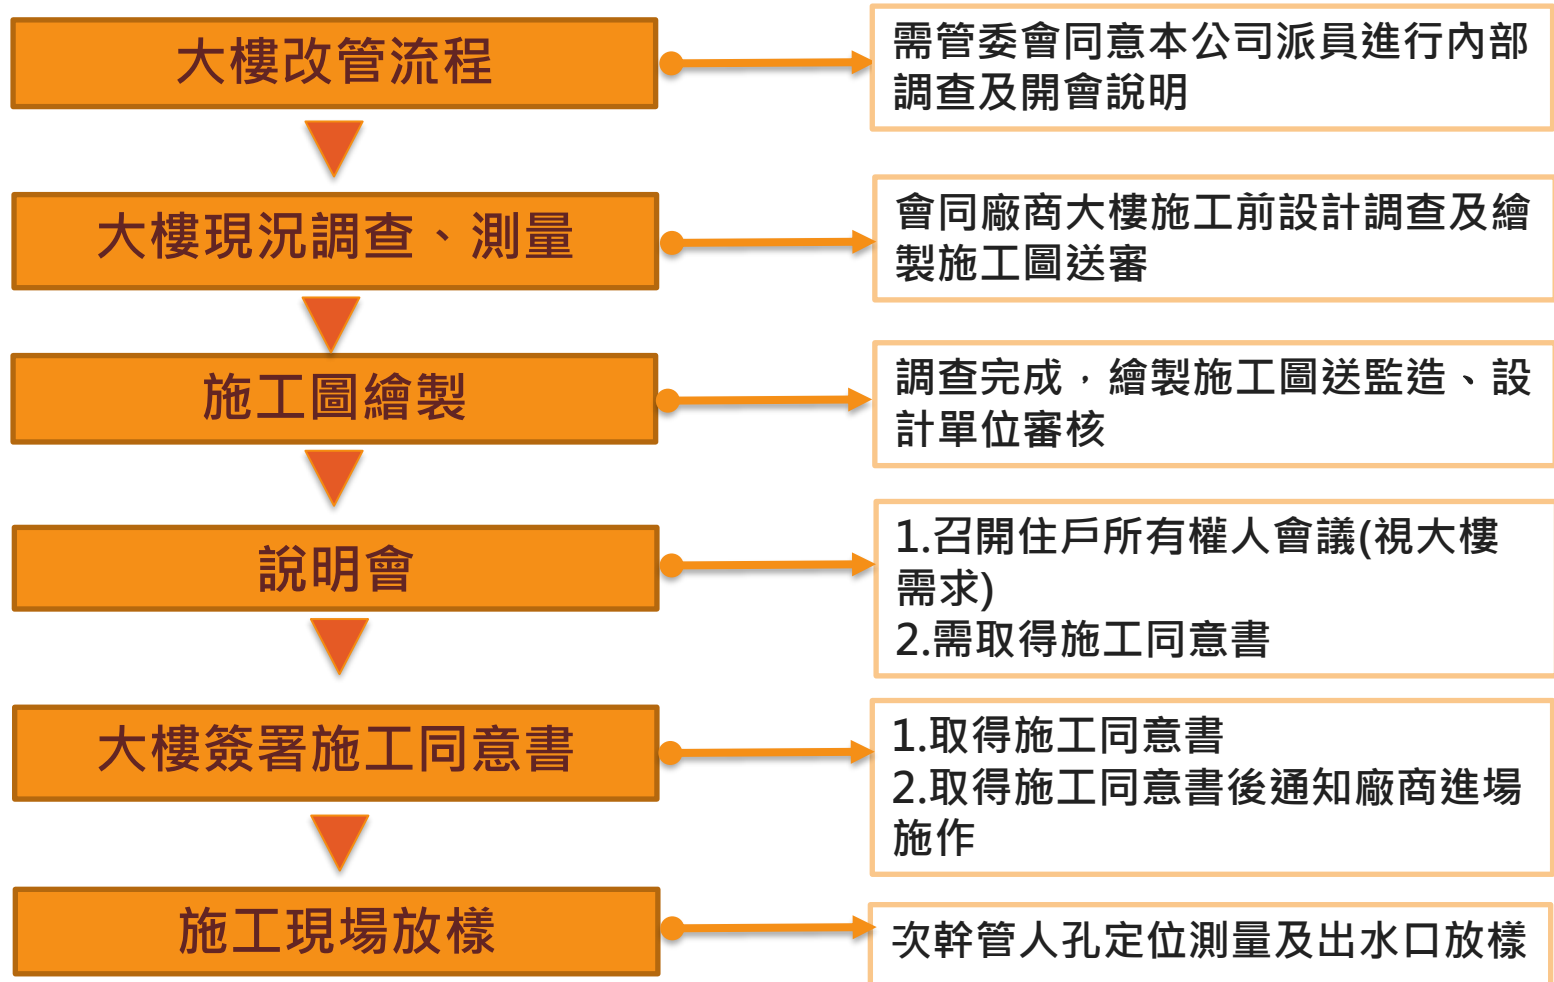 大樓改管流程
需管委會同意本公司派員進行內部
調查及開會說明
大樓現況調查、測量
會同廠商大樓施工前設計調查及繪
製施工圖送審
施工圖繪製
調查完成，繪製施工圖送監造、設
計單位審核
說明會
1.召開住戶所有權人會議(視大樓
需求)
2.需取得施工同意書
大樓簽署施工同意書
1.取得施工同意書
2.取得施工同意書後通知廠商進場
施作
施工現場放樣
次幹管人孔定位測量及出水口放樣